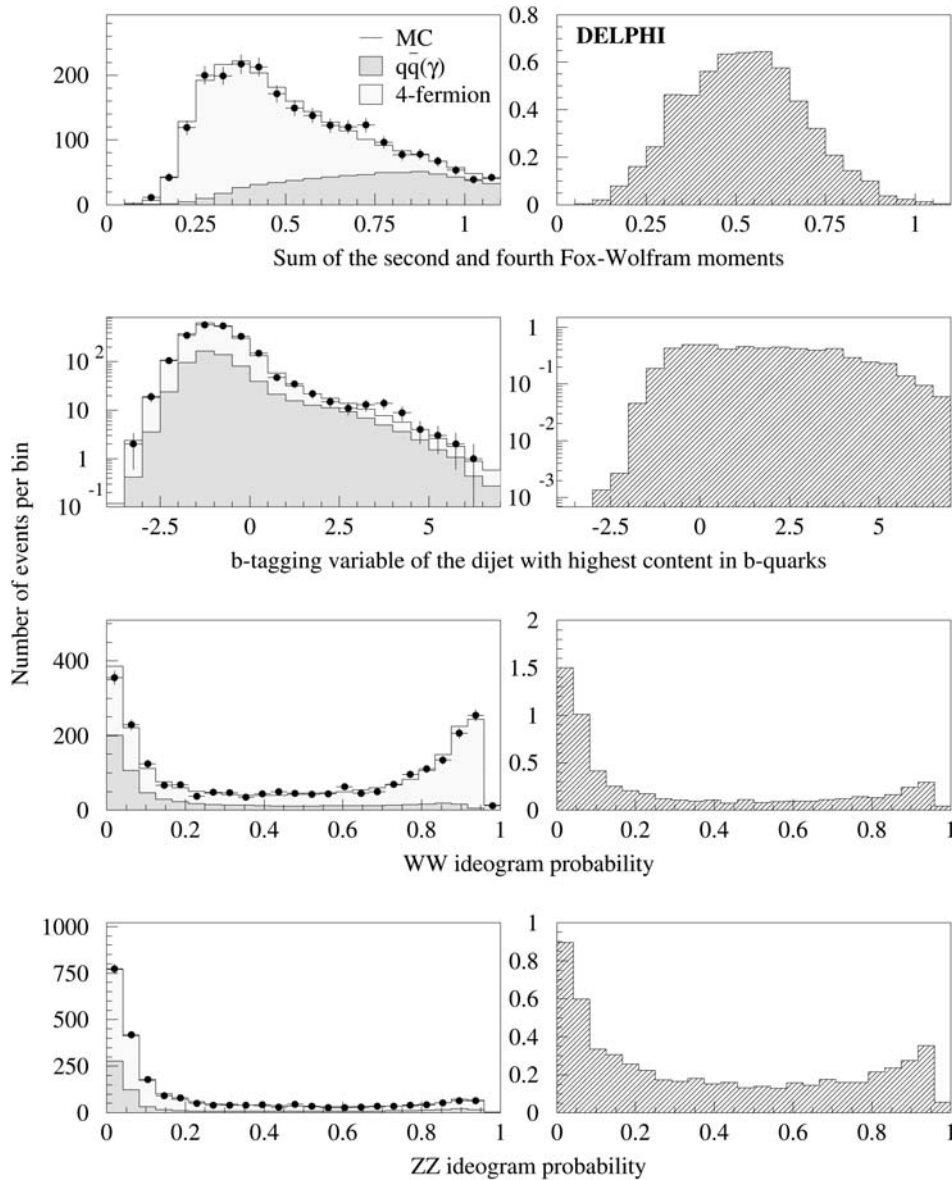 MC
qq̄(γ)
4-fermion
200
100
0
0 0.25 0.5 0.75 1
DELPHI
0.8
0.6
0.4
0.2
0
0 0.25 0.5 0.75 1
Sum of the second and fourth Fox-Wolfram moments
Number of events per bin
10 2
10
1
10 -1
-2.5 0 2.5 5
1
10 -1
10 -2
10 -3
-2.5 0 2.5 5
b-tagging variable of the dijet with highest content in b-quarks
400
200
0
0 0.2 0.4 0.6 0.8 1
2
1.5
1
0.5
0
0 0.2 0.4 0.6 0.8 1
WW ideogram probability
1000
750
500
250
0
0 0.2 0.4 0.6 0.8 1
1
0.8
0.6
0.4
0.2
0
0 0.2 0.4 0.6 0.8 1
ZZ ideogram probability